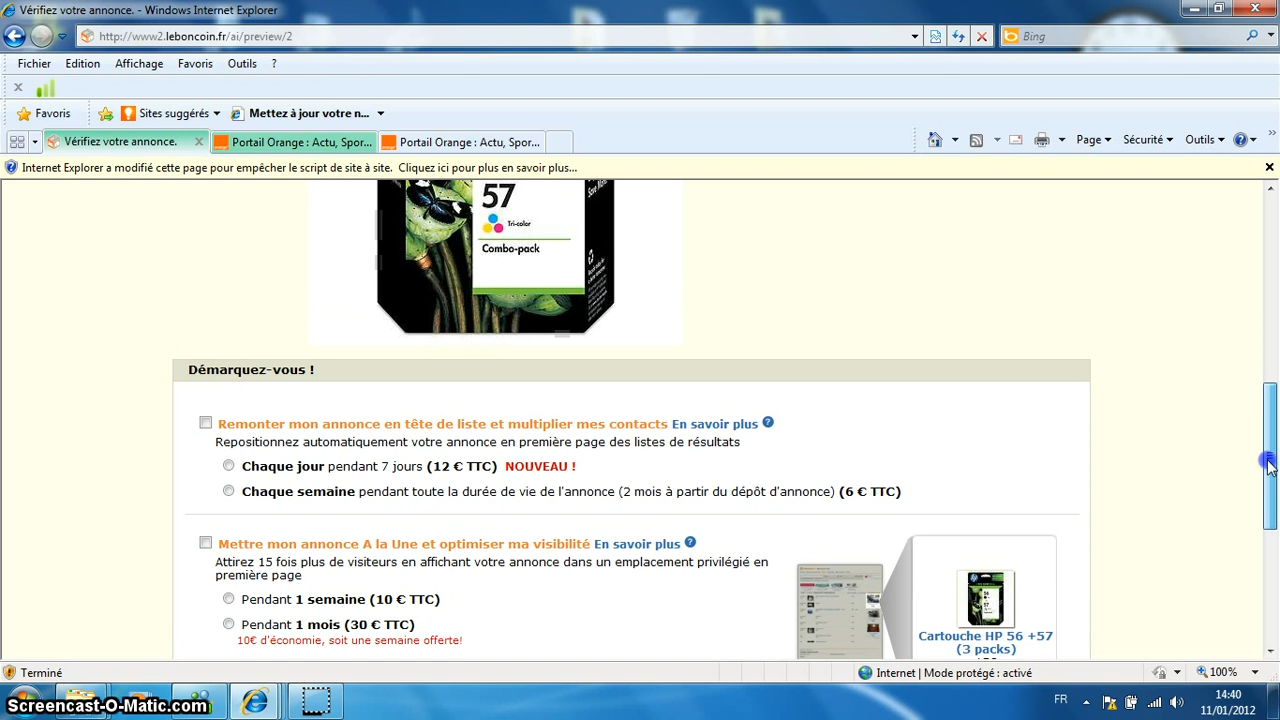 Vérifiez votre annonce. - Windows Internet Explorer
http://www2.leboncoin.fr/ai/preview/2
Bing
Fichier Edition Affichage Favoris Outils ?
Favoris Sites suggérés Mettez à jour votre n...
Vérifiez votre annonce. Portail Orange : Actu, Spor... Portail Orange : Actu, Spor... Page Sécurité Outils
Internet Explorer a modifié cette page pour empêcher le script de site à site. Cliquez ici pour plus en savoir plus...
57
Tri-color
Combo-pack
Démarquez-vous !
Remonter mon annonce en tête de liste et multiplier mes contacts En savoir plus ?
Repositionnez automatiquement votre annonce en première page des listes de résultats
Chaque jour pendant 7 jours (12 € TTC) NOUVEAU !
Chaque semaine pendant toute la durée de vie de l'annonce (2 mois à partir du dépôt d'annonce) (6 € TTC)
Mettre mon annonce A la Une et optimiser ma visibilité En savoir plus ?
Attirez 15 fois plus de visiteurs en affichant votre annonce dans un emplacement privilégié en
première page
Pendant 1 semaine (10 € TTC)
Pendant 1 mois (30 € TTC)
10€ d'économie, soit une semaine offerte!
Cartouche HP 56 +57
(3 packs)
Terminé
Internet | Mode protégé : activé
100%
FR
14:40
11/01/2012
Screencast-O-Matic.com